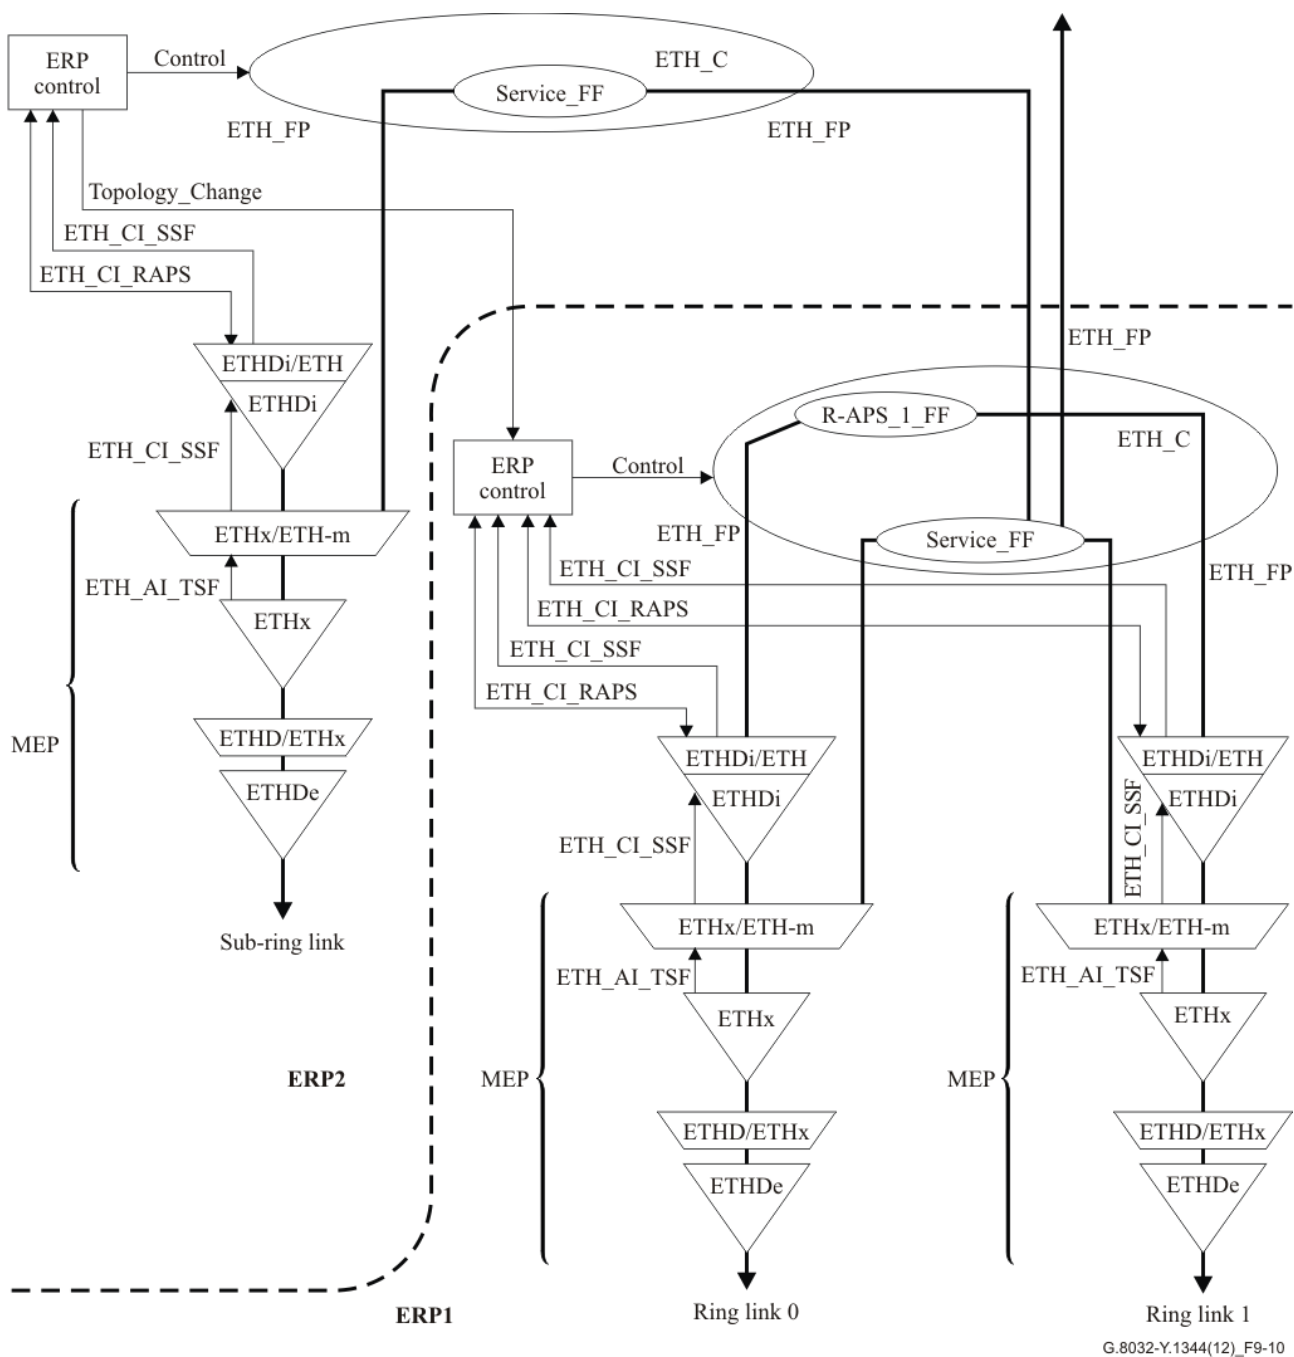 ERP
control
Control
ETH_C
Service_FF
ETH_FP
ETH_FP
Topology_Change
ETH_CI_SSF
ETH_CI_RAPS
ETHDi/ETH
ETHDi
ETH_CI_SSF
ETHx/ETH-m
ETH_AI_TSF
ETHx
MEP
ETHD/ETHx
ETHDe
Sub-ring link
ERP2
ETH_FP
R-APS_1_FF
ETH_C
ERP
control
Control
ETH_FP
Service_FF
ETH_FP
ETH_CI_SSF
ETH_CI_RAPS
ETH_CI_SSF
ETH_CI_RAPS
ETHDi/ETH
ETHDi
ETH_CI_SSF
ETHx/ETH-m
ETH_AI_TSF
ETHx
MEP
ETHD/ETHx
ETHDe
Ring link 0
ETHDi/ETH
ETHDi
ETH_CI_SSF
ETHx/ETH-m
ETH_AI_TSF
ETHx
MEP
ETHD/ETHx
ETHDe
Ring link 1
ERP1
G.8032-Y.1344(12)_F9-10